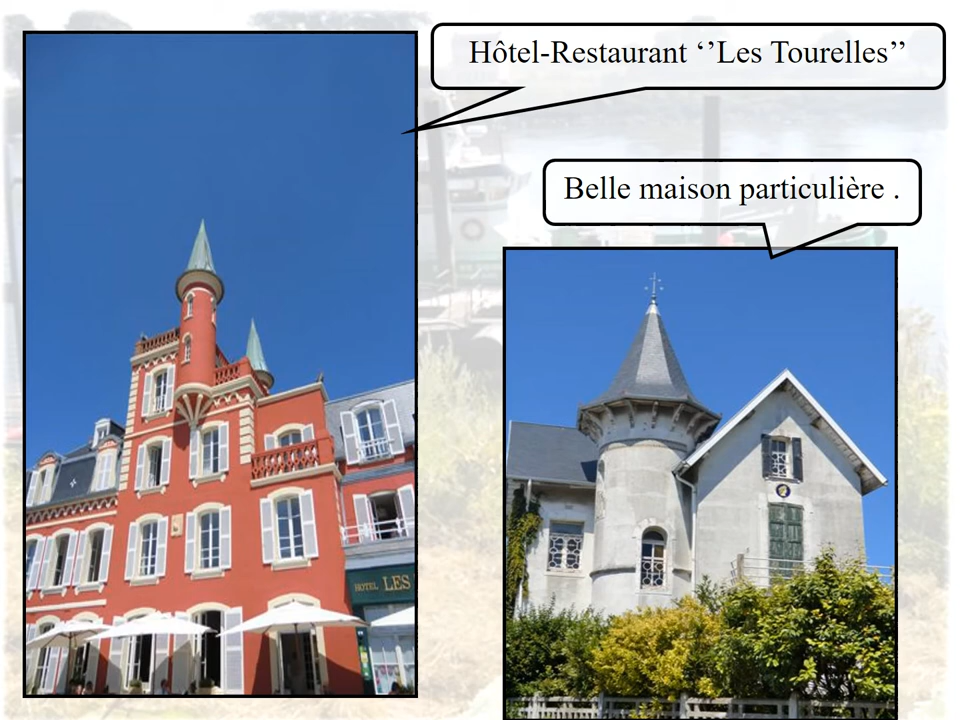 Hôtel-Restaurant ‘’Les Tourelles’’
Belle maison particulière .
HOTEL LES